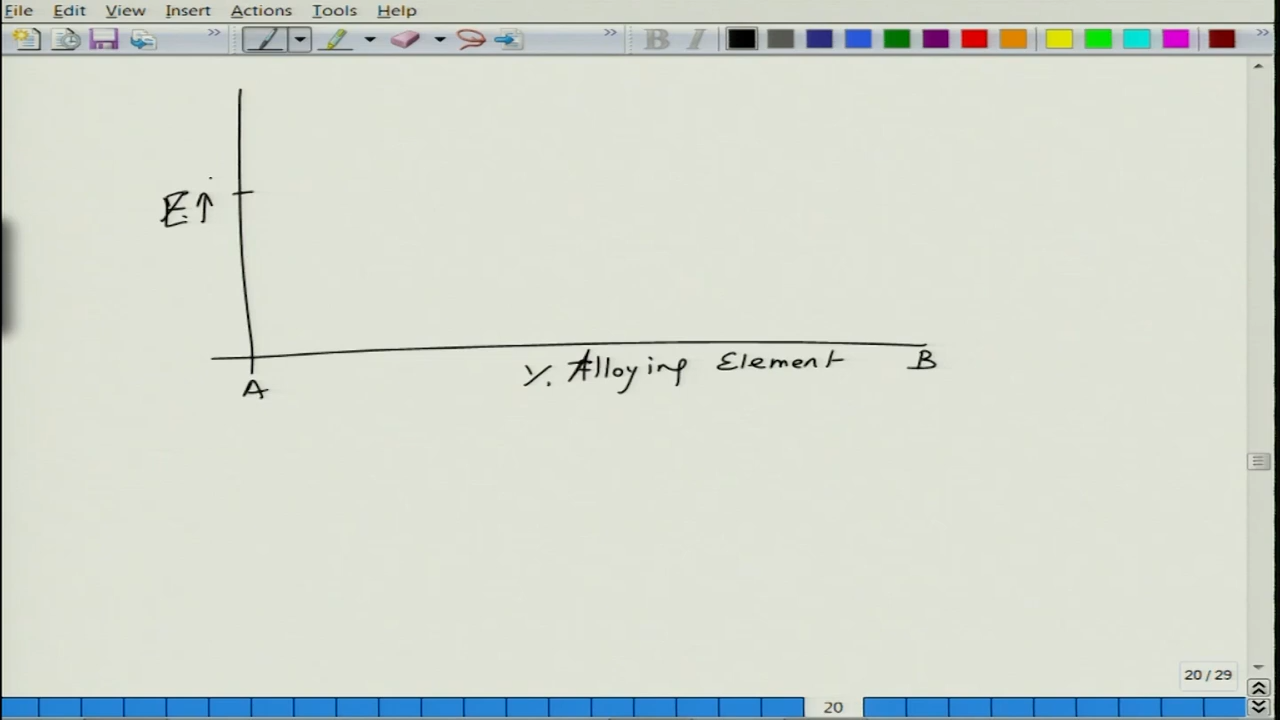 File Edit View Insert Actions Tools Help
B I
E↑
% Alloying Element B
A
20 / 29
20